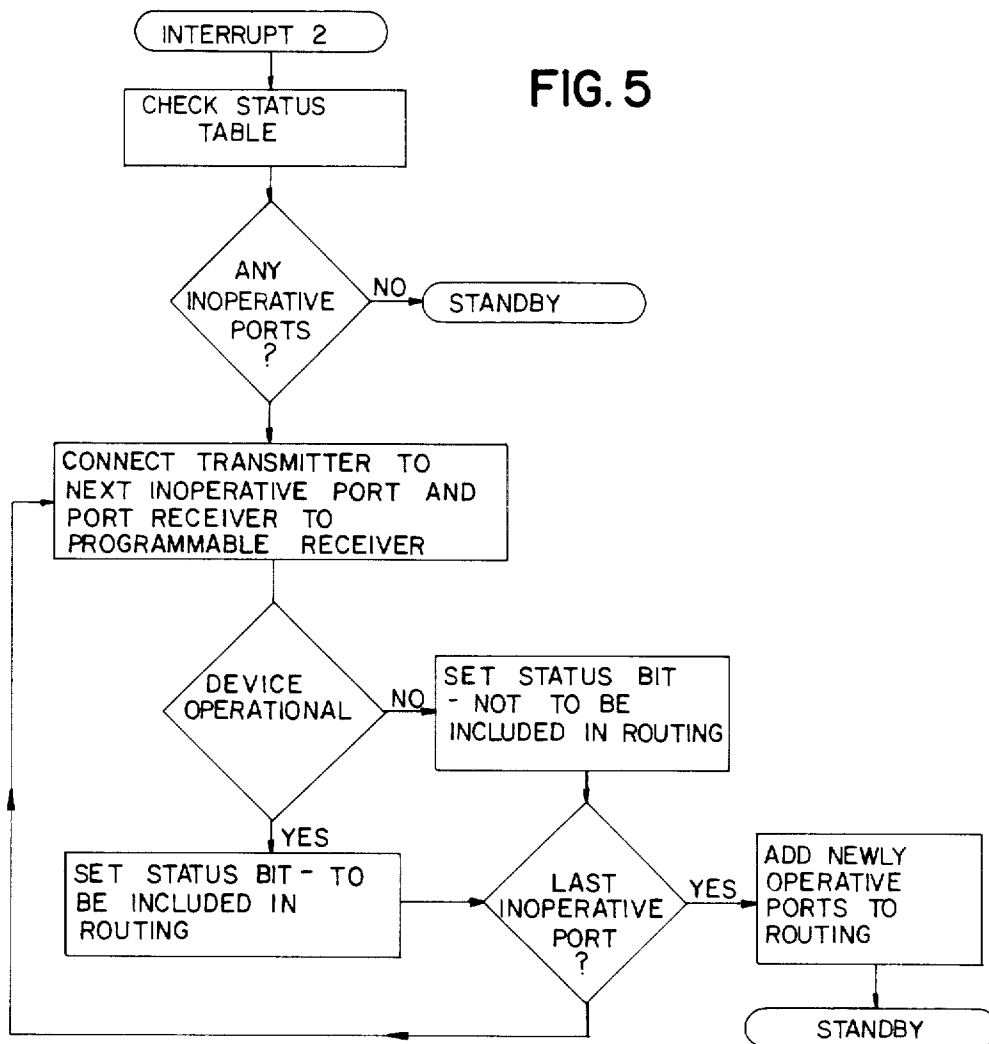 INTERRUPT 2
FIG. 5
CHECK STATUS
TABLE
ANY
INOPERATIVE
PORTS
?
NO
STANDBY
CONNECT TRANSMITTER TO
NEXT INOPERATIVE PORT AND
PORT RECEIVER TO
PROGRAMMABLE RECEIVER
DEVICE
OPERATIONAL
NO
SET STATUS BIT
- NOT TO BE
INCLUDED IN ROUTING
YES
SET STATUS BIT - TO
BE INCLUDED IN
ROUTING
LAST
INOPERATIVE
PORT
?
YES
ADD NEWLY
OPERATIVE
PORTS TO
ROUTING
STANDBY